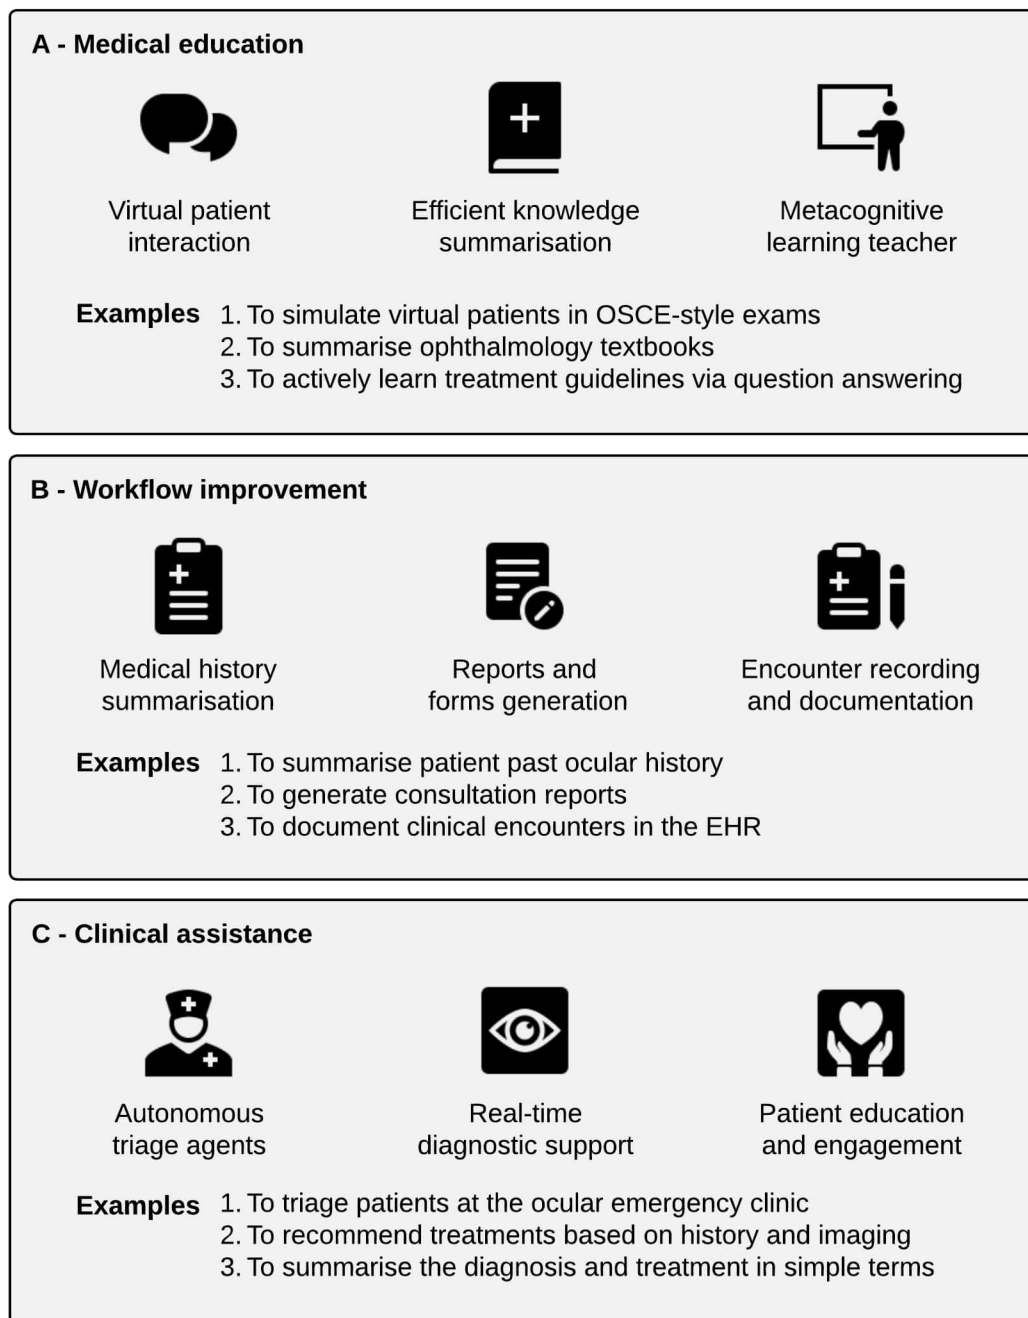 A - Medical education
Virtual patient
interaction
Efficient knowledge
summarisation
Metacognitive
learning teacher
Examples 1. To simulate virtual patients in OSCE-style exams
2. To summarise ophthalmology textbooks
3. To actively learn treatment guidelines via question answering
B - Workflow improvement
Medical history
summarisation
Reports and
forms generation
Encounter recording
and documentation
Examples 1. To summarise patient past ocular history
2. To generate consultation reports
3. To document clinical encounters in the EHR
C - Clinical assistance
Autonomous
triage agents
Real-time
diagnostic support
Patient education
and engagement
Examples 1. To triage patients at the ocular emergency clinic
2. To recommend treatments based on history and imaging
3. To summarise the diagnosis and treatment in simple terms